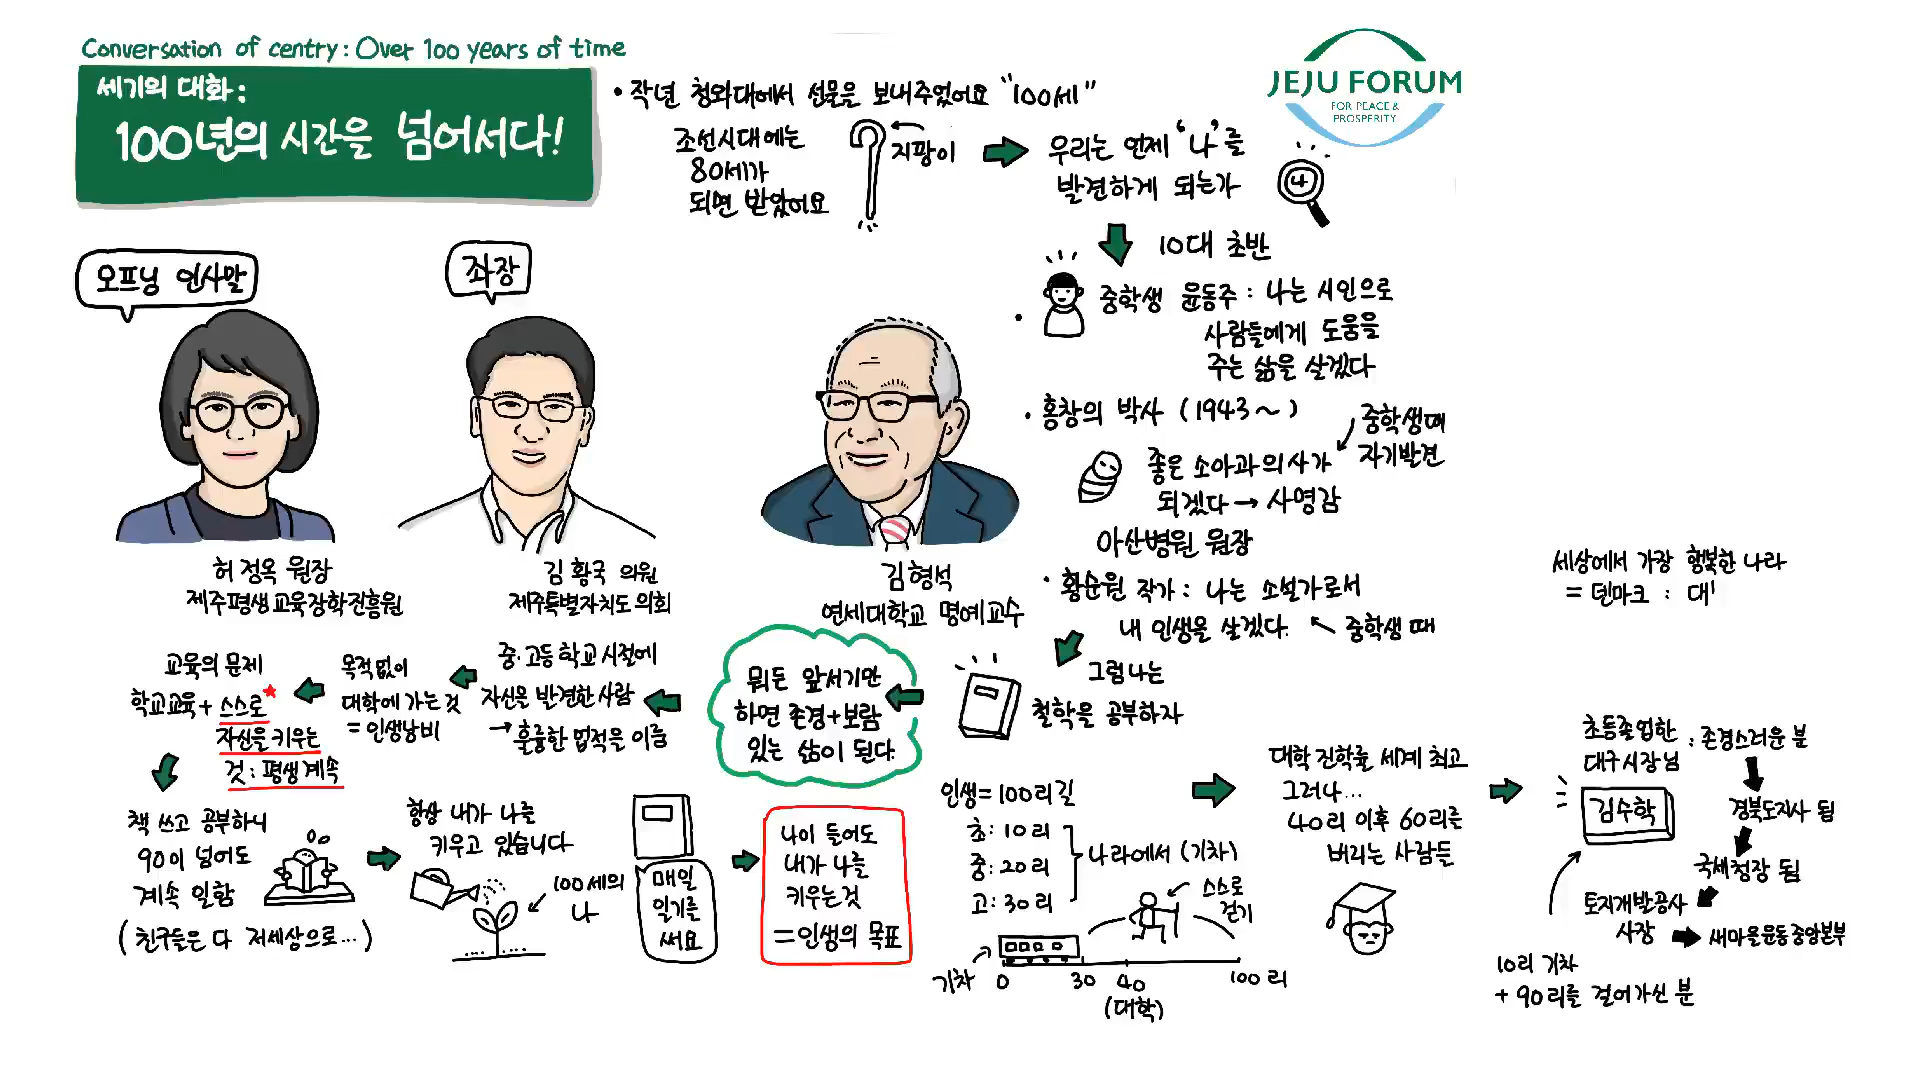 Conversation of centry : Over 100 years of time
세기의 대화 :
100년의 시간을 넘어서다!
JEJU FORUM
FOR PEACE &
PROSPERITY
• 작년 청와대에서 선물을 보내주었어요 "100세"
조선시대에는
80세가
되면 받았어요
지팡이
우리는 언제 '나'를
발견하게 되는가
나
10대 초반
• 중학생 윤동주 : 나는 시인으로
사람들에게 도움을
주는 삶을 살겠다
• 홍창의 박사 (1943~)
중학생때
자기발견
좋은 소아과의사가
되겠다 → 사명감
아산병원 원장
• 황순원 작가 : 나는 소설가로서
내 인생을 살겠다.
중학생 때
그럼 나는
철학을 공부하자
오프닝 인사말
좌장
허정옥 원장
제주평생교육장학진흥원
김황국 의원
제주특별자치도의회
김형석
연세대학교 명예교수
뭐든 앞서기만
하면 존경+보람
있는 삶이 된다.
중·고등학교 시절에
자신을 발견한 사람
→ 훌륭한 업적을 이룸
목적없이
대학에 가는 것
= 인생낭비
교육의 문제
학교교육 + 스스로
자신을 키우는
것 : 평생계속
책 쓰고 공부하니
90이 넘어도
계속 일함
(친구들은 다 저세상으로...)
항상 내가 나를
키우고 있습니다
100세의
나
매일
일기를
써요
나이 들어도
내가 나를
키우는 것
= 인생의 목표
인생 = 100리 길
초 : 10리
중 : 20리
고 : 30리
나라에서 (기차)
스스로
걷기
기차
0 30 40 100리
(대학)
대학 진학률 세계 최고
그러나...
40리 이후 60리를
버리는 사람들
초등졸업한
대구시장님
: 존경스러운 분
김수학
경북도지사 됨
국세청장 됨
토지개발공사
사장
새마을운동중앙본부
10리 기차
+ 90리를 걸어가신 분
세상에서 가장 행복한 나라
= 덴마크 : 대